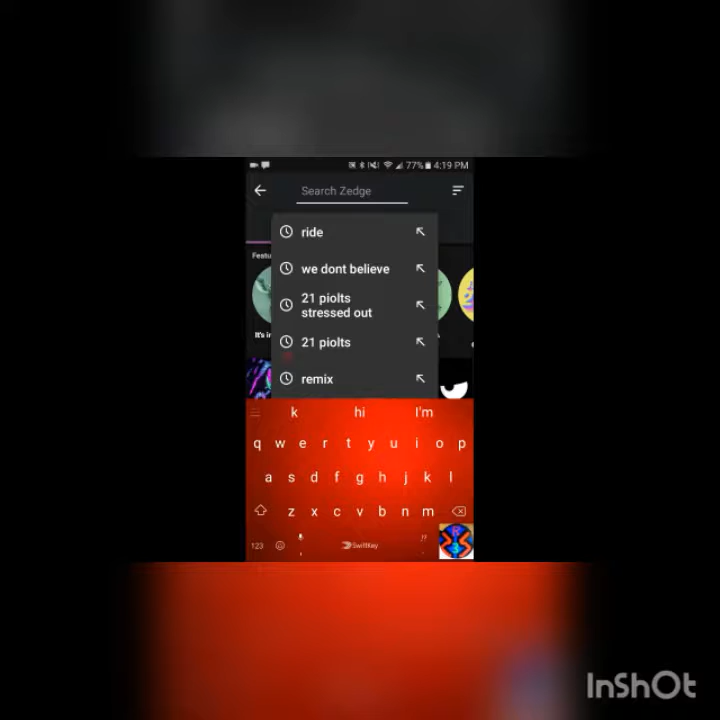 77% 4:19 PM
Search Zedge
ride
we dont believe
21 piolts
stressed out
21 piolts
remix
k hi I'm
q w e r t y u i o p
a s d f g h j k l
z x c v b n m
123 SwiftKey !?
InShOt